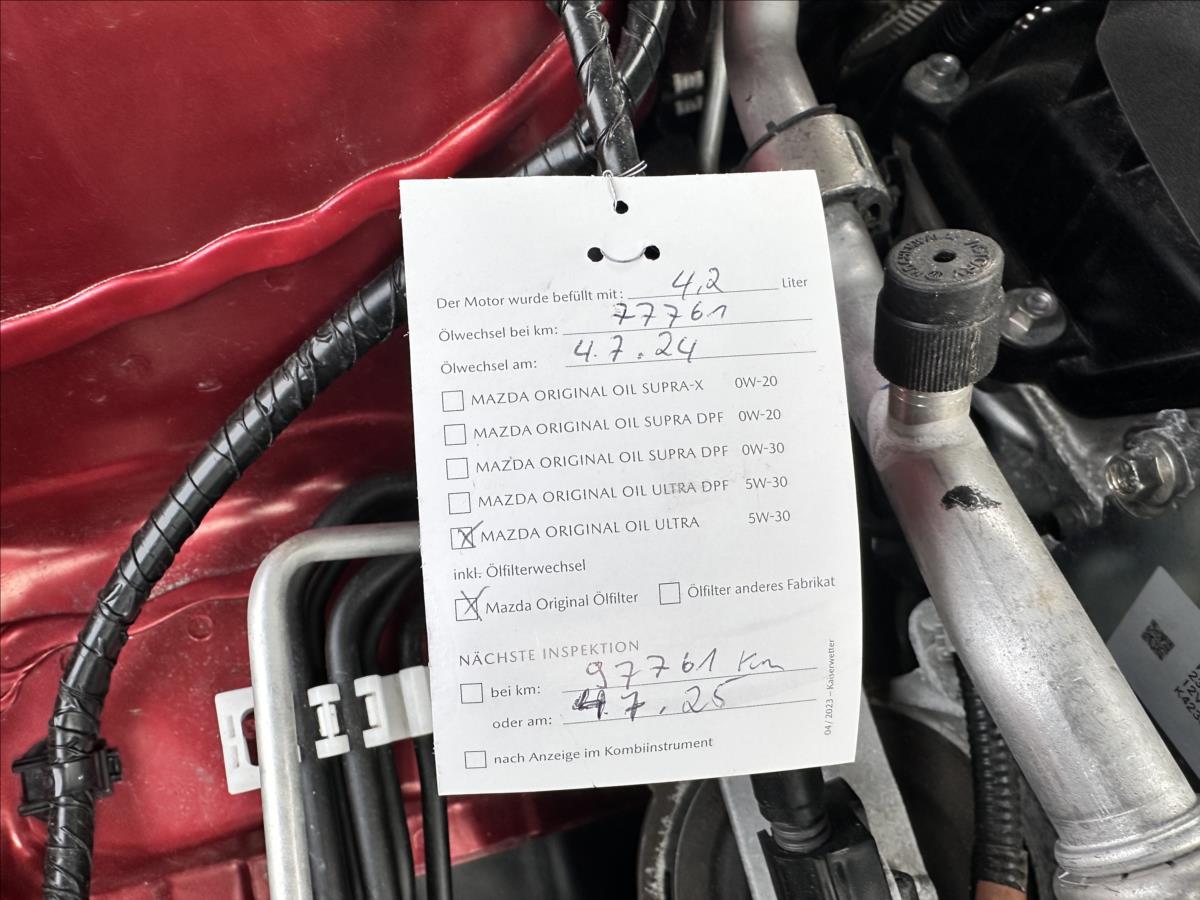 Der Motor wurde befüllt mit: 4,2 Liter
Ölwechsel bei km: 77761
Ölwechsel am: 4.7.24
MAZDA ORIGINAL OIL SUPRA-X 0W-20
MAZDA ORIGINAL OIL SUPRA DPF 0W-20
MAZDA ORIGINAL OIL SUPRA DPF 0W-30
MAZDA ORIGINAL OIL ULTRA DPF 5W-30
MAZDA ORIGINAL OIL ULTRA 5W-30
inkl. Ölfilterwechsel
Mazda Original Ölfilter Ölfilter anderes Fabrikat
NÄCHSTE INSPEKTION
bei km: 97761 km
oder am: 4.7.25
nach Anzeige im Kombiinstrument
04/2023 – Kaiserwetter